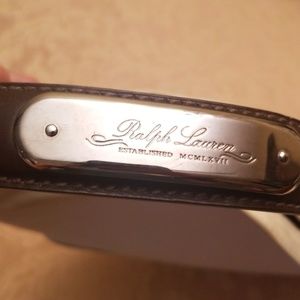 Ralph Lauren
ESTABLISHED MCMLXVII